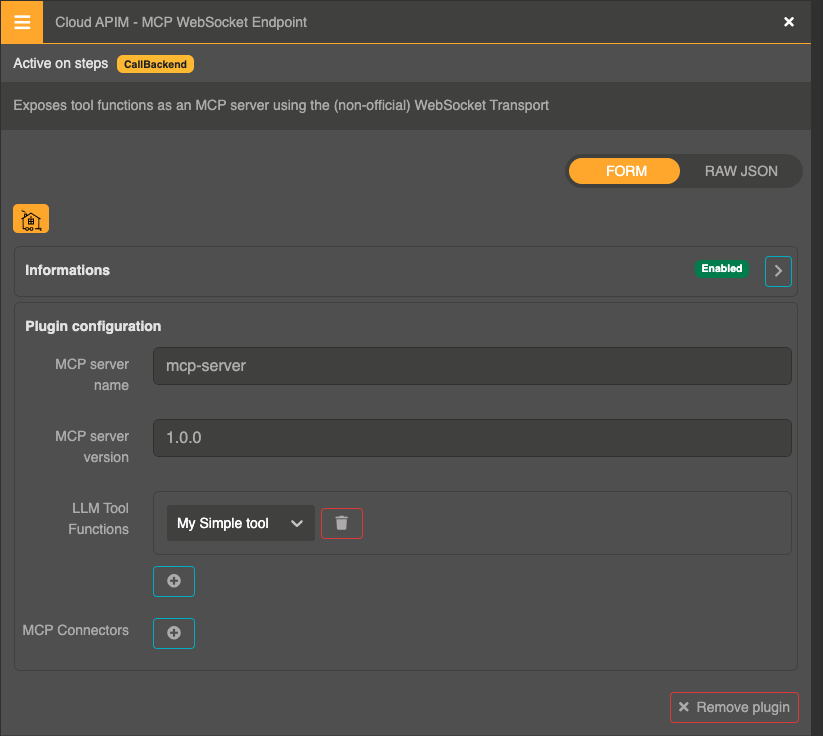 Cloud APIM - MCP WebSocket Endpoint
Active on steps CallBackend
Exposes tool functions as an MCP server using the (non-official) WebSocket Transport
FORM RAW JSON
Informations Enabled
Plugin configuration
MCP server
name
mcp-server
MCP server
version
1.0.0
LLM Tool
Functions
My Simple tool
MCP Connectors
Remove plugin